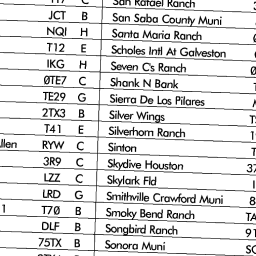 C San Rafael Ranch
JCT B San Saba County Muni
NQI H Santa Maria Ranch
T12 E Scholes Intl At Galveston
IKG H Seven C's Ranch
0TE7 C Shank N Bank
TE29 G Sierra De Los Pilares
2TX3 B Silver Wings
T41 E Silverhorn Ranch
RYW C Sinton
3R9 C Skydive Houston
LZZ C Skylark Fld
LRD G Smithville Crawford Muni
1 T70 B Smoky Bend Ranch
DLF B Songbird Ranch
75TX B Sonora Muni